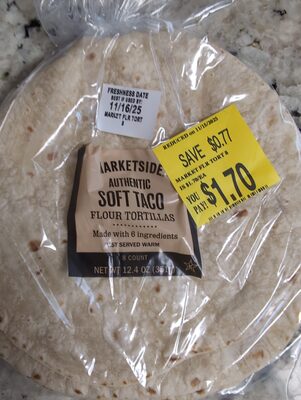 FRESHNESS DATE
BEST IF USED BY:
11/16/25
MARKET FLR TORT
8
REDUCED on 11/15/2025
SAVE $0.77
MARKET FLR TORT 8
YOU PAY! $1.70
ARKETSIDE
AUTHENTIC
SOFT TACO
FLOUR TORTILLAS
Made with 6 ingredients
BEST SERVED WARM
8 COUNT
NET WT 12.4 OZ